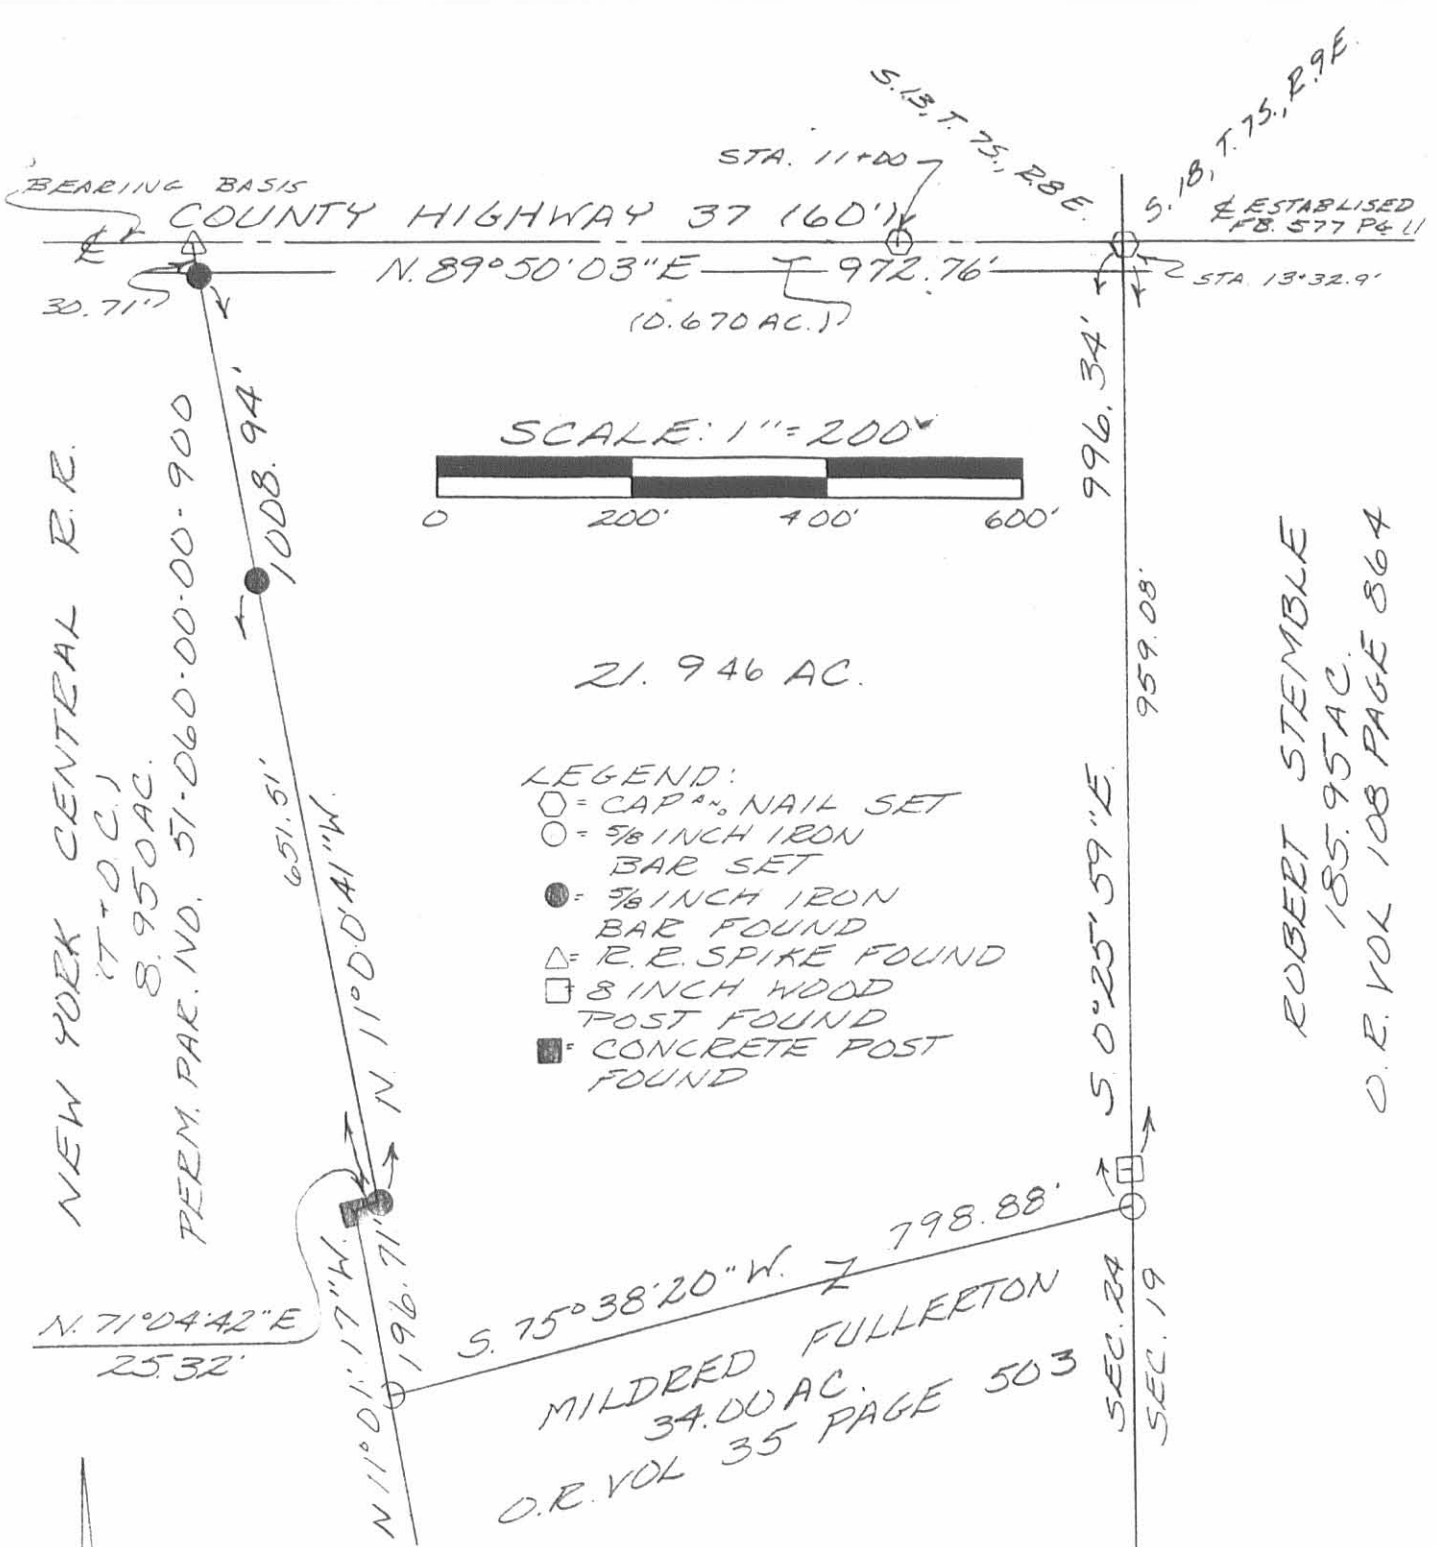 S. 13, T. 7S., R8E.
S. 18, T. 7S., R.9E.
STA. 11+00
BEARING BASIS
COUNTY HIGHWAY 37 (60')
℄ ESTABLISED
FB. 577 PG 11
℄
N. 89°50'03"E 972.76'
STA. 13+32.9'
30.71'
(0.670 AC.)
996.34'
1008.94'
SCALE: 1"=200'
0 200' 400' 600'
NEW YORK CENTRAL R.R.
(T+O.C.)
8.950 AC.
PERM. PAR. NO. 51-060-00-00-900
959.08'
21.946 AC.
ROBERT STEMBLE
185.95 AC.
O.R. VOL 108 PAGE 864
LEGEND:
= CAP AND NAIL SET
= 5/8 INCH IRON
BAR SET
= 5/8 INCH IRON
BAR FOUND
= R.R. SPIKE FOUND
= 8 INCH WOOD
POST FOUND
= CONCRETE POST
FOUND
651.51'
N 11°00'41"W.
S. 0°25'59"E.
798.88'
S. 75°38'20"W.
196.71'
N 11°01'17"W.
N. 71°04'42"E
25.32'
MILDRED FULLERTON
34.00 AC.
O.R. VOL 35 PAGE 503
SEC. 24
SEC. 19